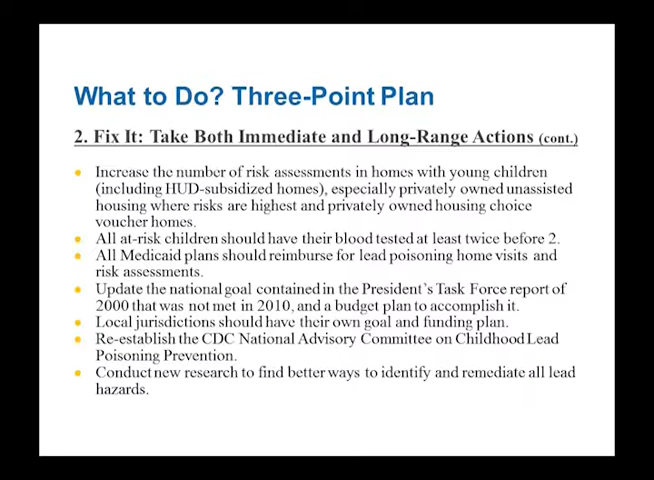 What to Do? Three-Point Plan
2. Fix It: Take Both Immediate and Long-Range Actions (cont.)
Increase the number of risk assessments in homes with young children
(including HUD-subsidized homes), especially privately owned unassisted
housing where risks are highest and privately owned housing choice
voucher homes.
All at-risk children should have their blood tested at least twice before 2.
All Medicaid plans should reimburse for lead poisoning home visits and
risk assessments.
Update the national goal contained in the President's Task Force report of
2000 that was not met in 2010, and a budget plan to accomplish it.
Local jurisdictions should have their own goal and funding plan.
Re-establish the CDC National Advisory Committee on Childhood Lead
Poisoning Prevention.
Conduct new research to find better ways to identify and remediate all lead
hazards.